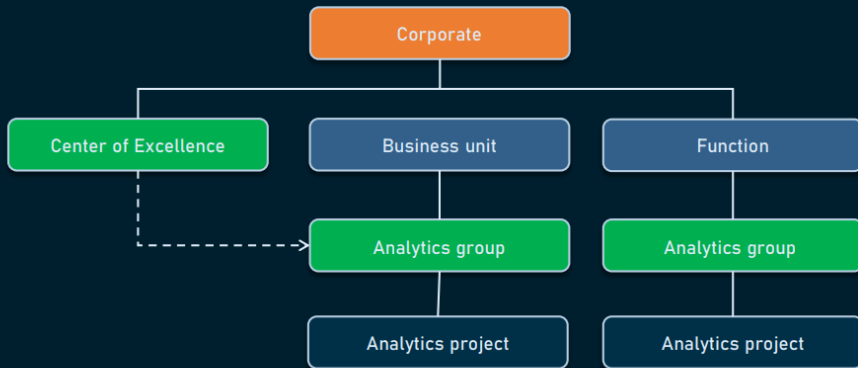 Corporate
Center of Excellence
Business unit
Function
Analytics group
Analytics group
Analytics project
Analytics project